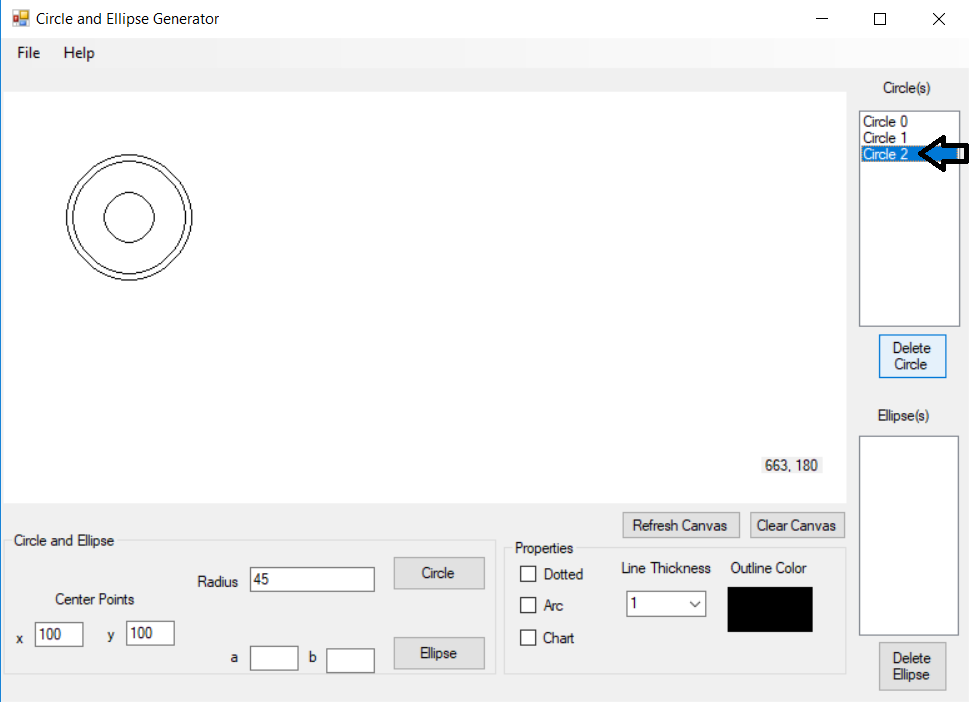 Circle and Ellipse Generator
File Help
Circle(s)
Circle 0
Circle 1
Circle 2
Delete
Circle
Ellipse(s)
663, 180
Refresh Canvas Clear Canvas
Circle and Ellipse
Radius 45 Circle
Center Points
x 100 y 100
a b Ellipse
Properties
Dotted
Arc
Chart
Line Thickness Outline Color
1
Delete
Ellipse